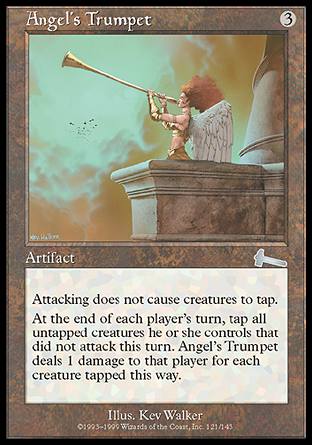 Angel's Trumpet 3
Kev Walker
Artifact
Attacking does not cause creatures to tap.
At the end of each player's turn, tap all
untapped creatures he or she controls that
did not attack this turn. Angel's Trumpet
deals 1 damage to that player for each
creature tapped this way.
Illus. Kev Walker
©1993–1999 Wizards of the Coast, Inc. 121/143